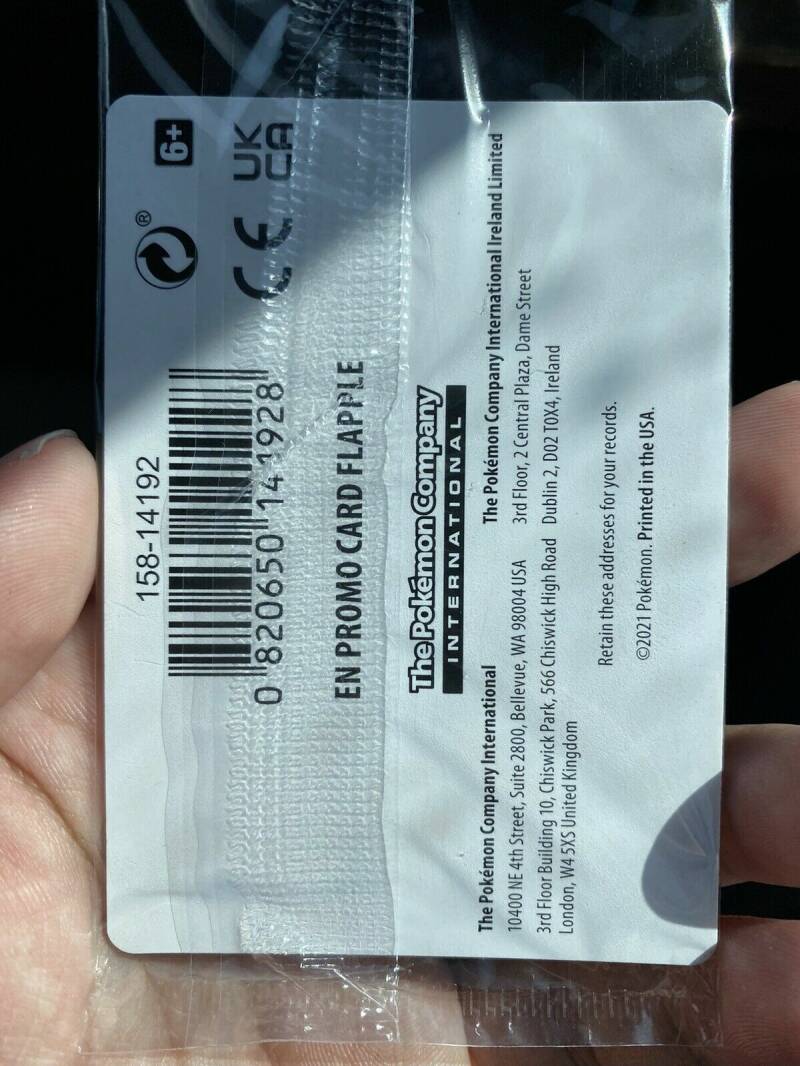 158-14192
0 820650 141928
®
6+
CE UK CA
EN PROMO CARD FLAPPLE
The Pokémon Company
INTERNATIONAL
The Pokémon Company International
10400 NE 4th Street, Suite 2800, Bellevue, WA 98004 USA
3rd Floor Building 10, Chiswick Park, 566 Chiswick High Road
London, W4 5XS United Kingdom
The Pokémon Company International Ireland Limited
3rd Floor, 2 Central Plaza, Dame Street
Dublin 2, D02 T0X4, Ireland
Retain these addresses for your records.
©2021 Pokémon. Printed in the USA.